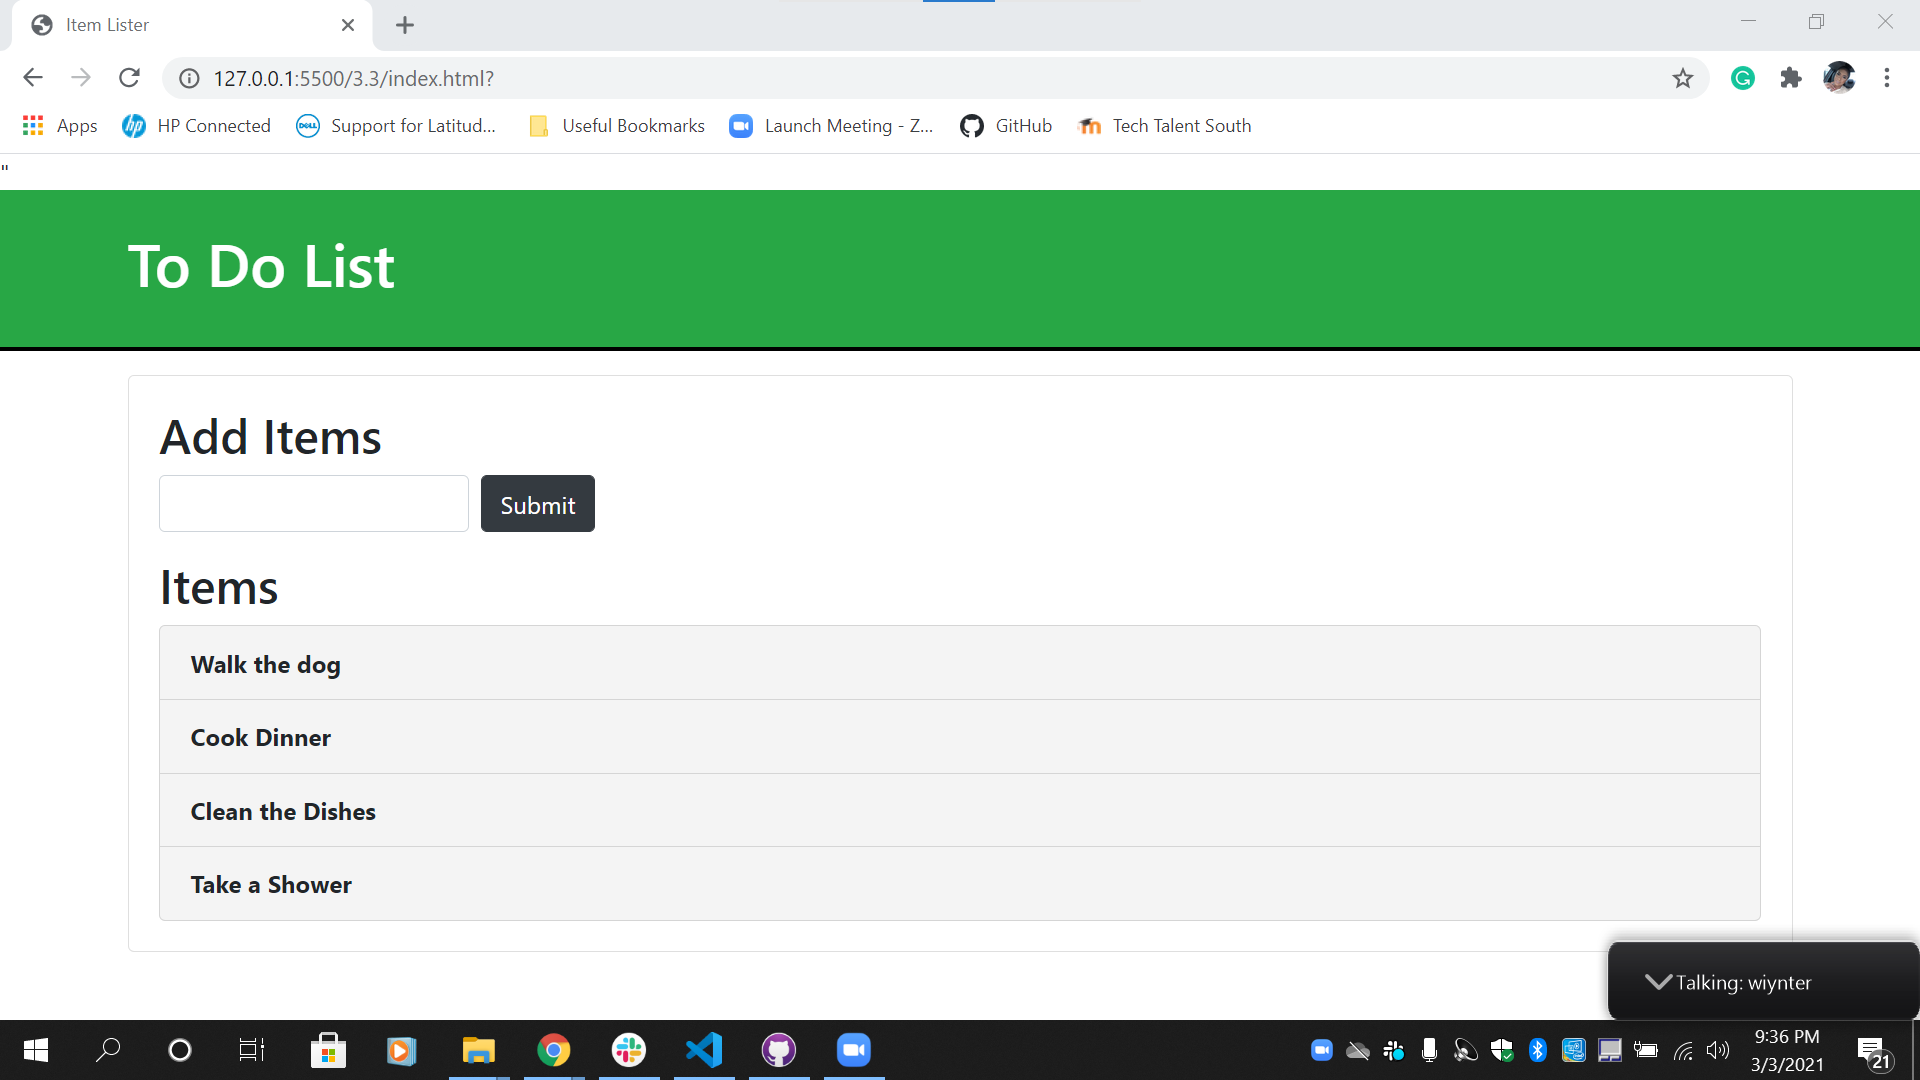 Item Lister
127.0.0.1:5500/3.3/index.html?
Apps HP Connected Support for Latitud... Useful Bookmarks Launch Meeting - Z... GitHub Tech Talent South
"
To Do List
Add Items
Submit
Items
Walk the dog
Cook Dinner
Clean the Dishes
Take a Shower
Talking: wiynter
9:36 PM
3/3/2021
21